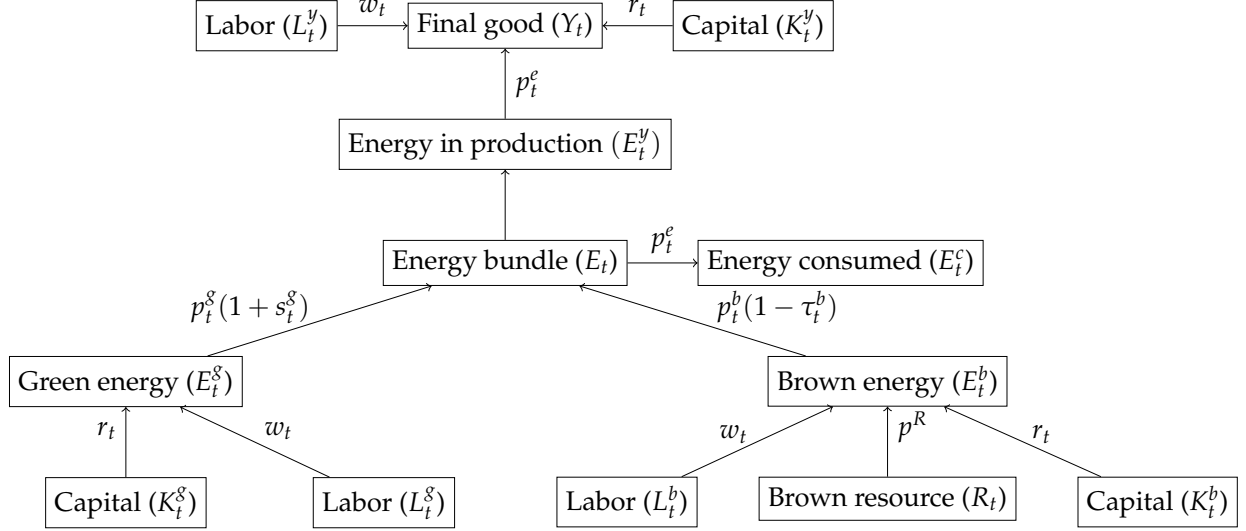 Labor (L_t^y) w_t Final good (Y_t) r_t Capital (K_t^y)
p_t^e
Energy in production (E_t^y)
Energy bundle (E_t) p_t^e Energy consumed (E_t^c)
p_t^g(1 + s_t^g) p_t^b(1 − τ_t^b)
Green energy (E_t^g) Brown energy (E_t^b)
r_t w_t w_t p^R r_t
Capital (K_t^g) Labor (L_t^g) Labor (L_t^b) Brown resource (R_t) Capital (K_t^b)